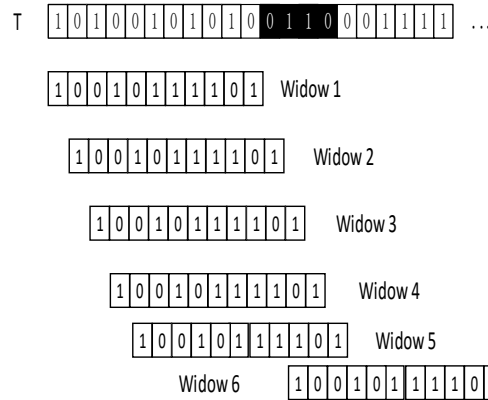 T 1 0 1 0 0 1 0 1 0 1 0 0 1 1 0 0 0 1 1 1 1 ...
1 0 0 1 0 1 1 1 1 0 1 Widow 1
1 0 0 1 0 1 1 1 1 0 1 Widow 2
1 0 0 1 0 1 1 1 1 0 1 Widow 3
1 0 0 1 0 1 1 1 1 0 1 Widow 4
1 0 0 1 0 1 1 1 1 0 1 Widow 5
Widow 6 1 0 0 1 0 1 1 1 1 0